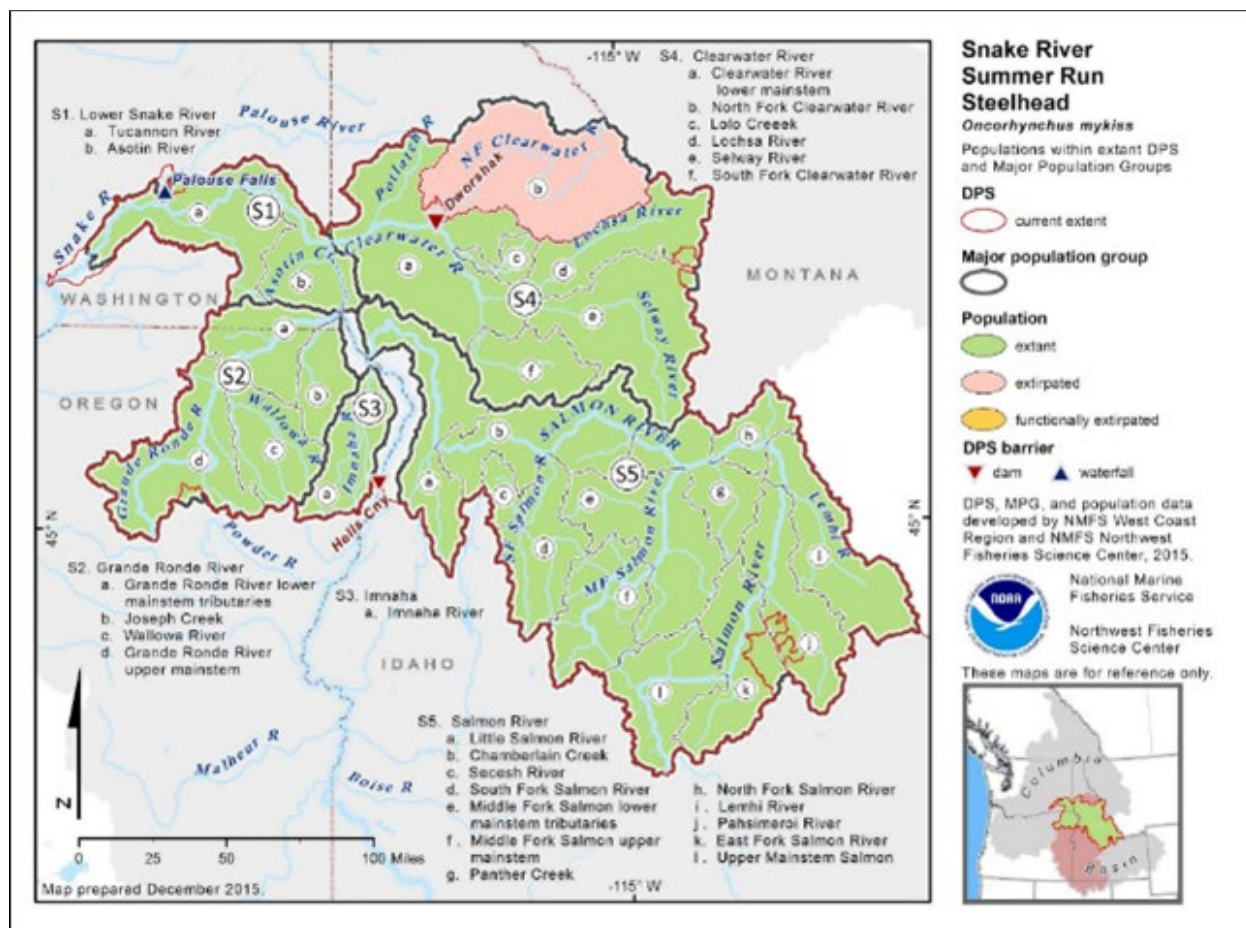 Snake River
Summer Run
Steelhead
Oncorhynchus mykiss
Populations within extant DPS
and Major Population Groups
DPS
current extent
Major population group
Population
extant
extirpated
functionally extirpated
DPS barrier
dam
waterfall
DPS, MPG, and population data
developed by NMFS West Coast
Region and NMFS Northwest
Fisheries Science Center, 2015.
NOAA
National Marine
Fisheries Service
Northwest Fisheries
Science Center
These maps are for reference only.
Columbia
Basin
-115° W
S4. Clearwater River
a. Clearwater River
lower mainstem
b. North Fork Clearwater River
c. Lolo Creeek
d. Lochsa River
e. Selway River
f. South Fork Clearwater River
S1. Lower Snake River
a. Tucannon River
b. Asotin River
Palouse River
Potlatch R
NF Clearwater R
Dworshak
b
Palouse Falls
Snake R
a
S1
Lochsa River
Asotin Cr
Clearwater R
b
a
c
d
S4
e
f
Selway River
MONTANA
WASHINGTON
OREGON
a
S2
b
S3
Wallowa R
c
Imnaha R
a
Grande Ronde R
d
Hells Cny
Powder R
45° N
45° N
SALMON RIVER
b
a
c
SF Salmon R
d
e
S5
MF Salmon River
f
g
h
Lemhi R
Salmon River
j
k
l
S2. Grande Ronde River
a. Grande Ronde River lower
mainstem tributaries
b. Joseph Creek
c. Wallowa River
d. Grande Ronde River
upper mainstem
S3. Imnaha
a. Imnaha River
IDAHO
Malheur R
Boise R
S5. Salmon River
a. Little Salmon River
b. Chamberlain Creek
c. Secesh River
d. South Fork Salmon River
e. Middle Fork Salmon lower
mainstem tributaries
f. Middle Fork Salmon upper
mainstem
g. Panther Creek
h. North Fork Salmon River
i. Lemhi River
j. Pahsimeroi River
k. East Fork Salmon River
l. Upper Mainstem Salmon
N
0 25 50 100 Miles
Map prepared December 2015.
-115° W